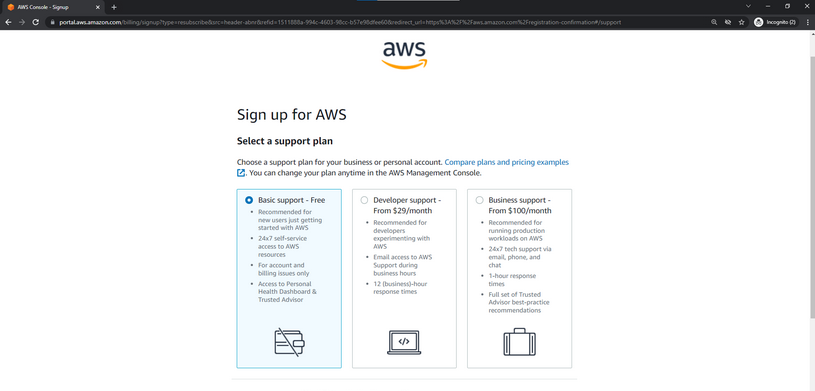 AWS Console - Signup
portal.aws.amazon.com/billing/signup?type=resubscribe&src=header-abnr&refid=1511888a-994c-4603-98cc-b57e98dfee60&redirect_url=https%3A%2F%2Faws.amazon.com%2Fregistration-confirmation#/support
Incognito (2)
aws
Sign up for AWS
Select a support plan
Choose a support plan for your business or personal account. Compare plans and pricing examples
. You can change your plan anytime in the AWS Management Console.
Basic support - Free
• Recommended for
new users just getting
started with AWS
• 24x7 self-service
access to AWS
resources
• For account and
billing issues only
• Access to Personal
Health Dashboard &
Trusted Advisor
Developer support -
From $29/month
• Recommended for
developers
experimenting with
AWS
• Email access to AWS
Support during
business hours
• 12 (business)-hour
response times
</>
Business support -
From $100/month
• Recommended for
running production
workloads on AWS
• 24x7 tech support via
email, phone, and
chat
• 1-hour response
times
• Full set of Trusted
Advisor best-practice
recommendations